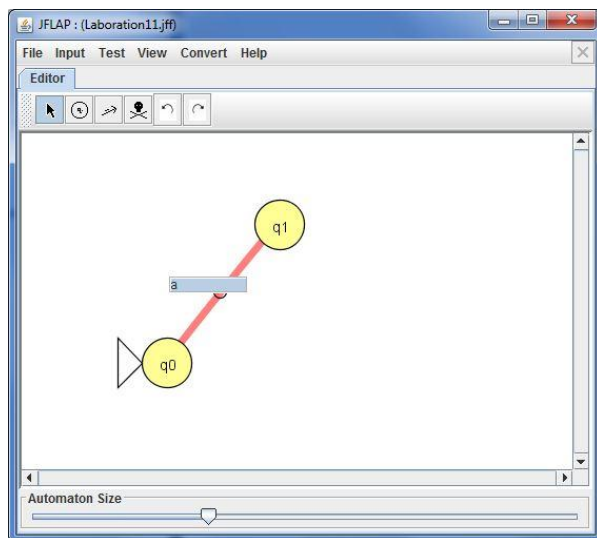 JFLAP : (Laboration11.jff)
File Input Test View Convert Help
Editor
q1
a
q0
Automaton Size